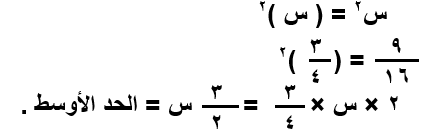 س٢ = ( س )٢
٩/١٦ = ( ٣/٤ )٢
٢ × س × ٣/٤ = ٣/٢ س = الحد الأوسط .